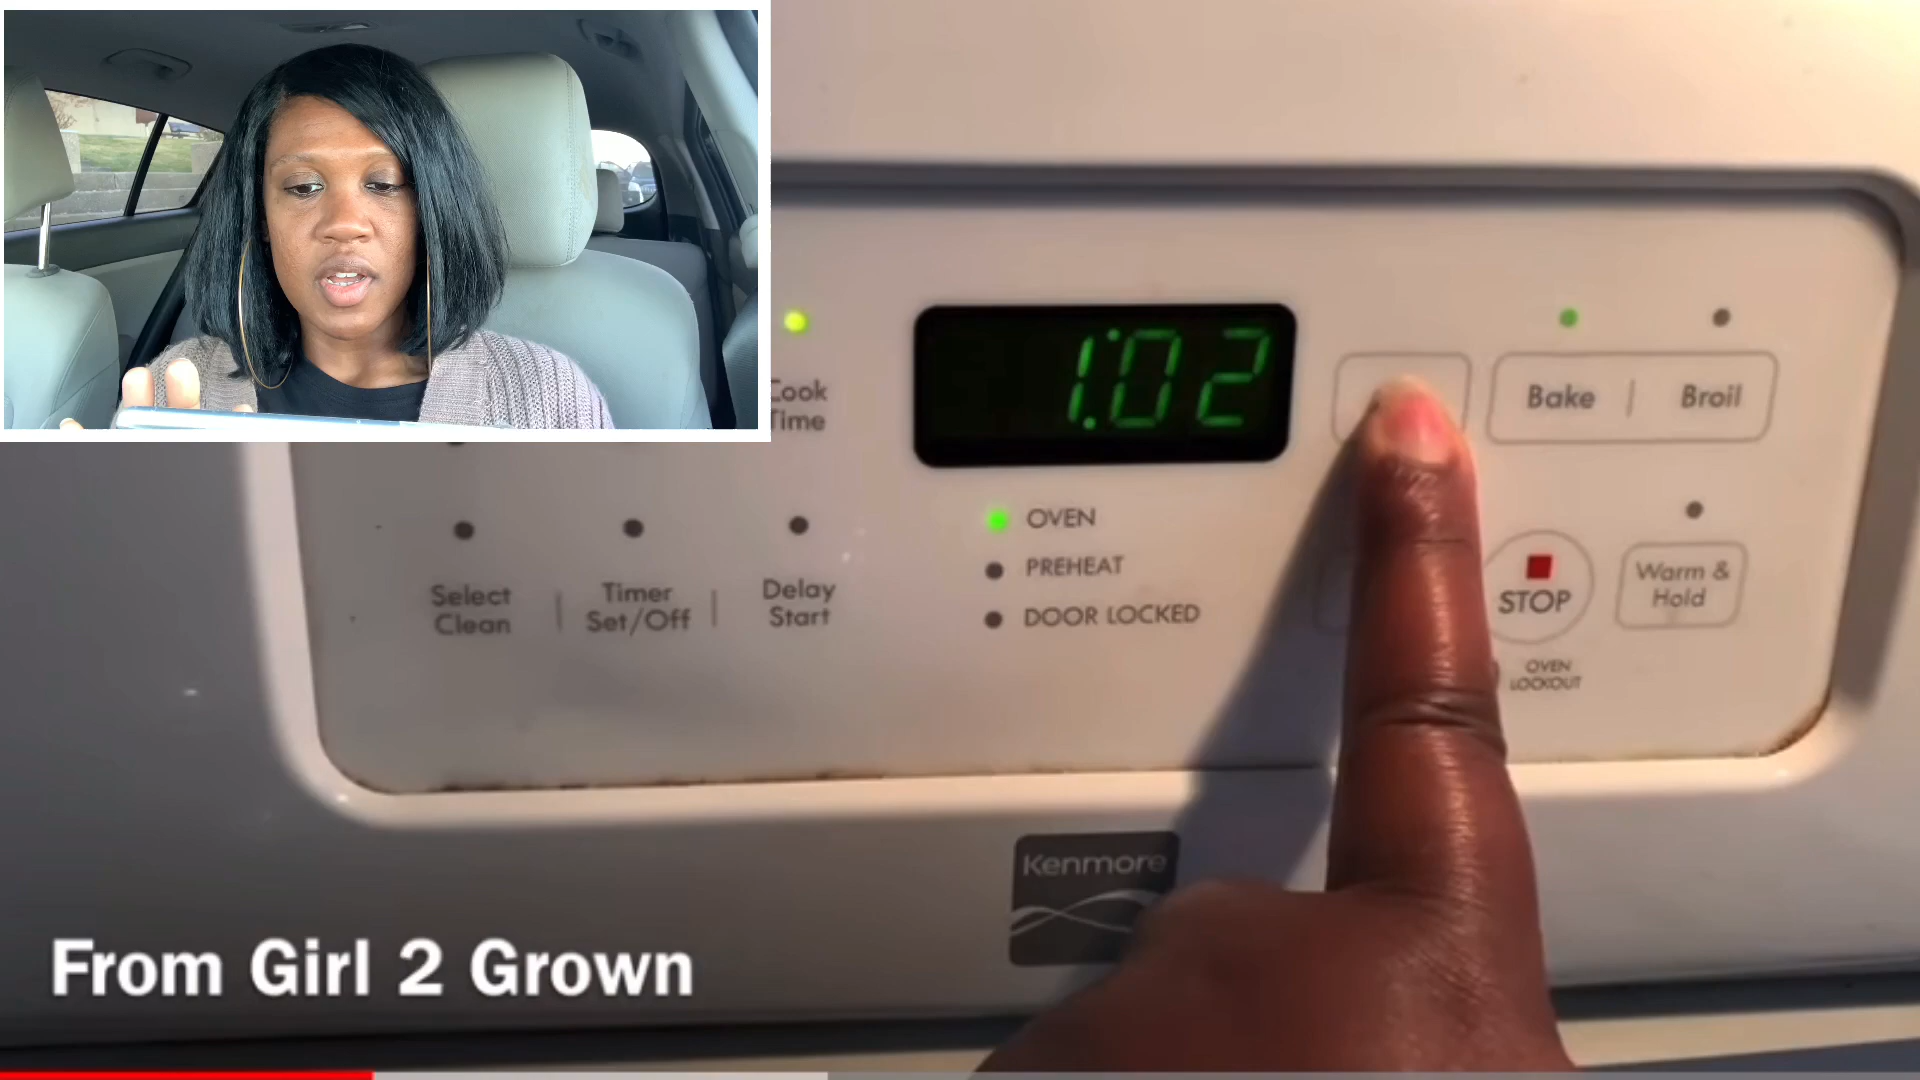 Cook
Time
1:02
Bake | Broil
OVEN
PREHEAT
DOOR LOCKED
Select
Clean
Timer
Set/Off
Delay
Start
STOP
Warm &
Hold
OVEN
LOCKOUT
Kenmore
From Girl 2 Grown